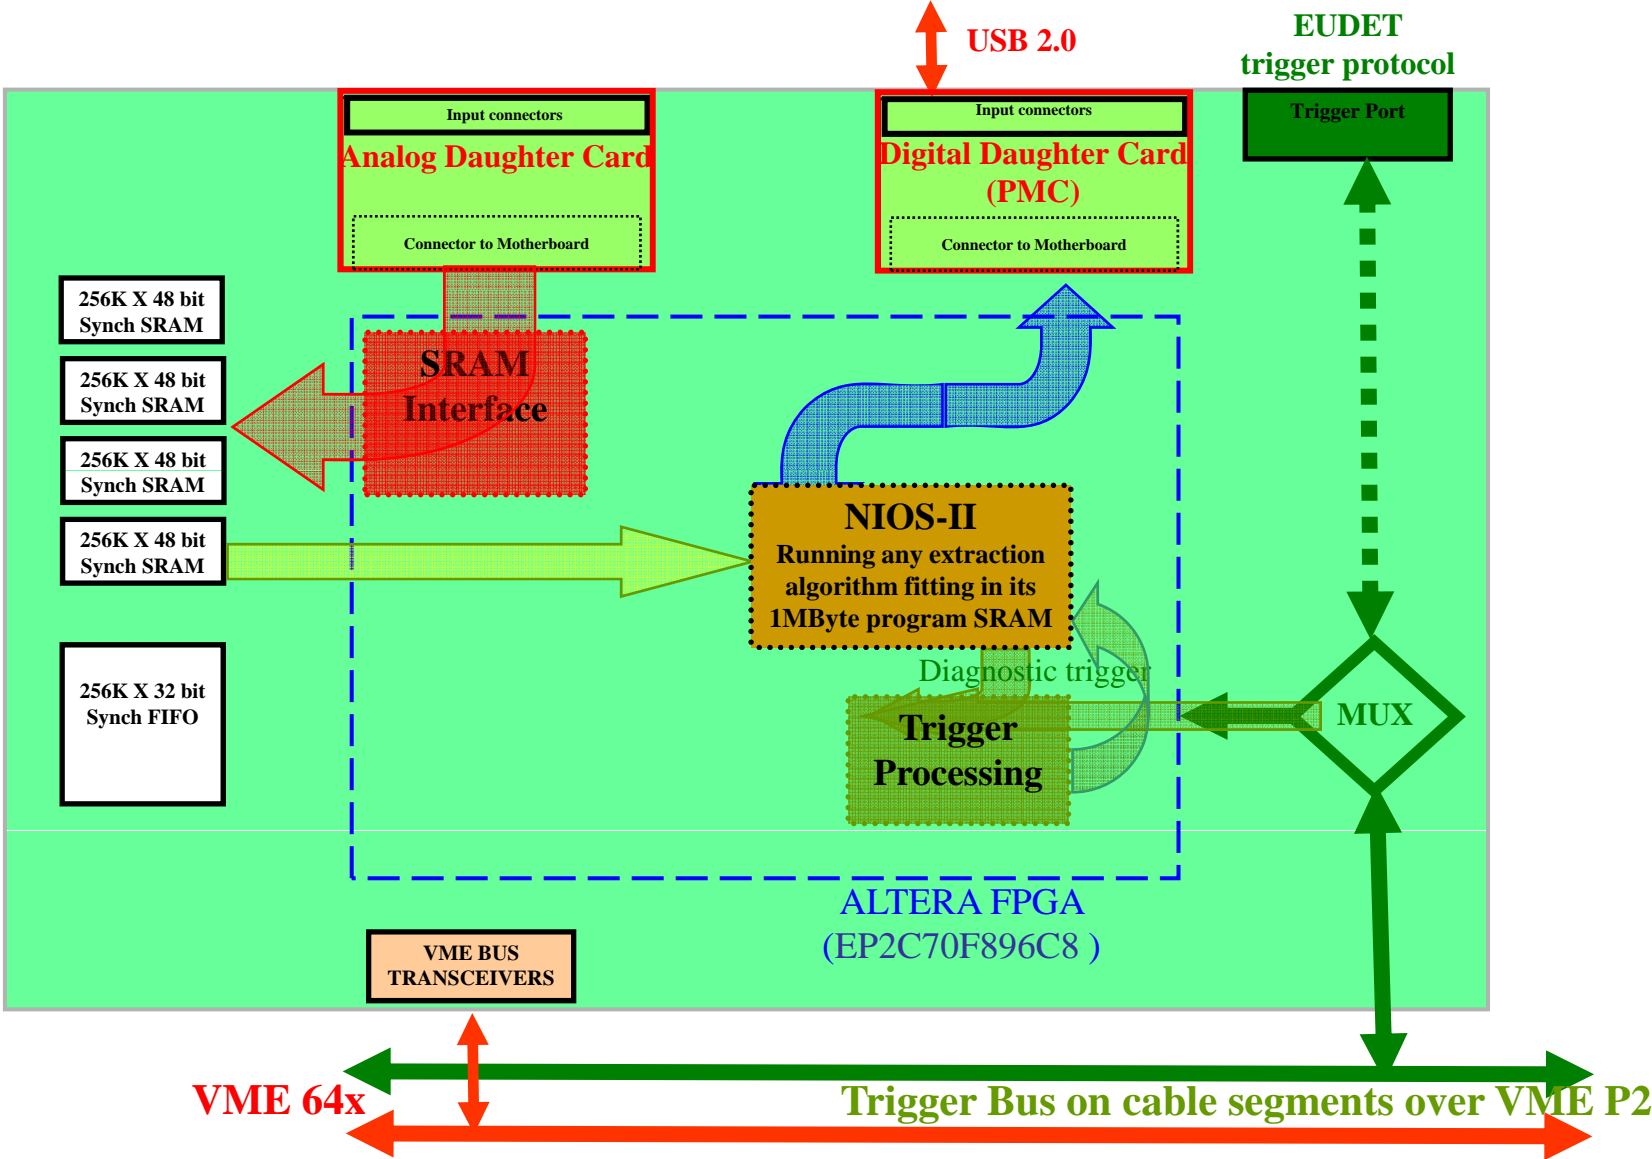 USB 2.0
EUDET
trigger protocol
Input connectors
Analog Daughter Card
Connector to Motherboard
Input connectors
Digital Daughter Card
(PMC)
Connector to Motherboard
Trigger Port
256K X 48 bit
Synch SRAM
256K X 48 bit
Synch SRAM
256K X 48 bit
Synch SRAM
256K X 48 bit
Synch SRAM
SRAM
Interface
NIOS-II
Running any extraction
algorithm fitting in its
1MByte program SRAM
Diagnostic trigger
256K X 32 bit
Synch FIFO
Trigger
Processing
MUX
ALTERA FPGA
(EP2C70F896C8 )
VME BUS
TRANSCEIVERS
VME 64x
Trigger Bus on cable segments over VME P2